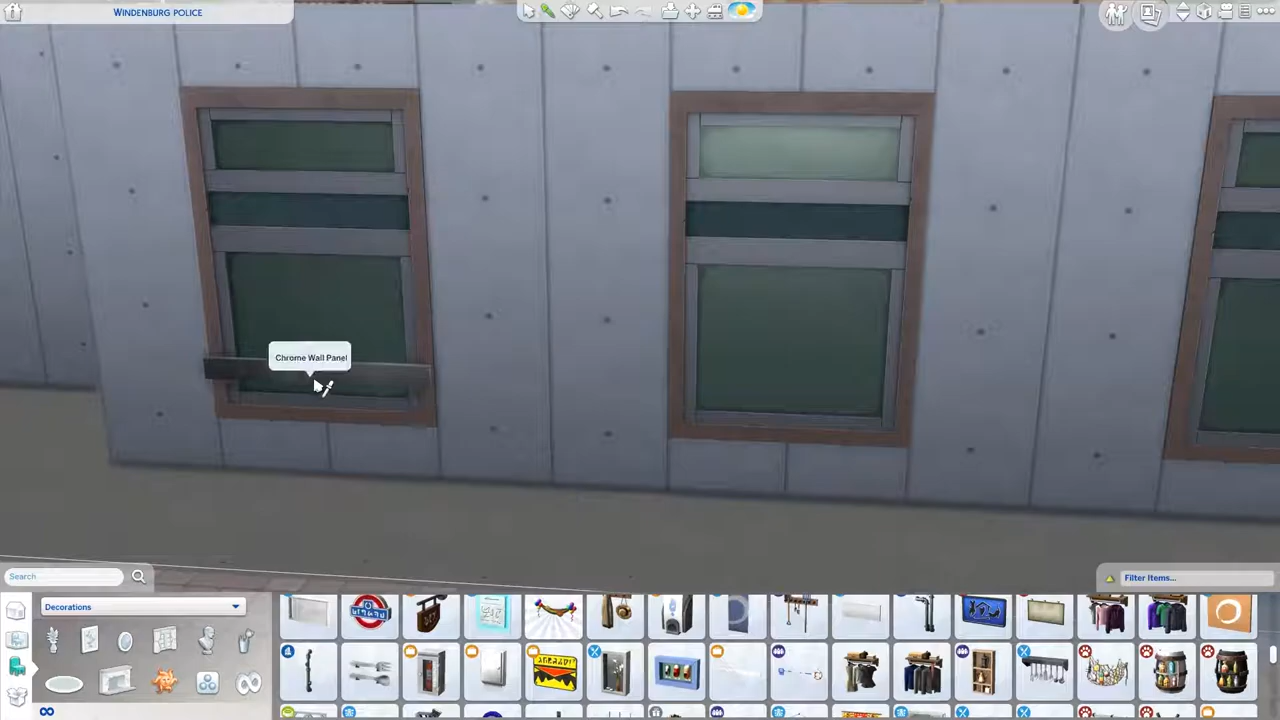 WINDENBURG POLICE
Chrome Wall Panel
Search...
Filter Items...
Decorations